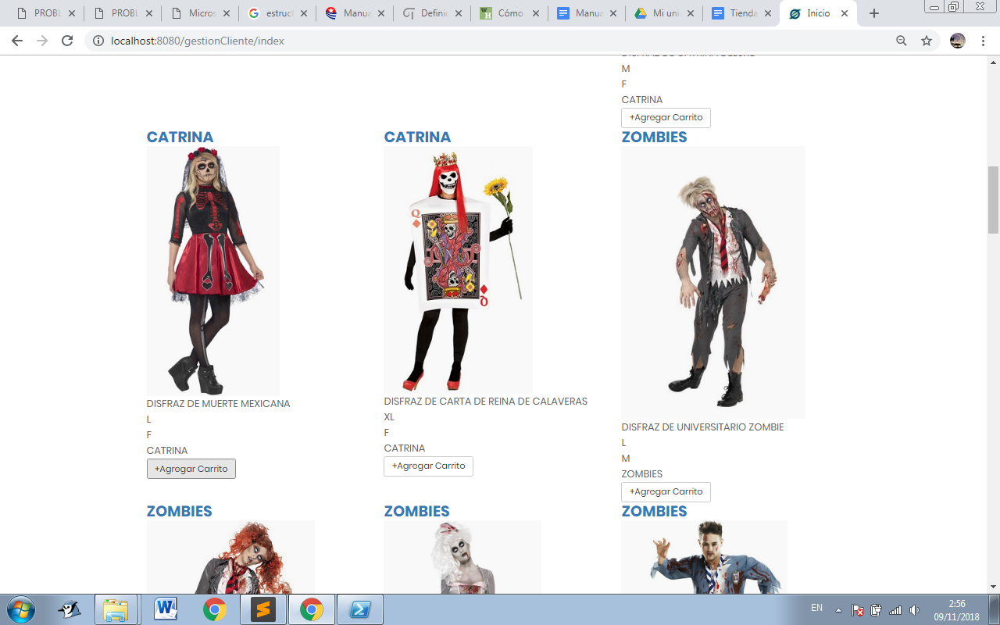 PROBL
PROBL
Micros
estruct
Manua
Definic
Cómo
Manua
Mi uni
Tienda
Inicio
localhost:8080/gestionCliente/index
M
F
CATRINA
+Agregar Carrito
CATRINA
DISFRAZ DE MUERTE MEXICANA
L
F
CATRINA
+Agregar Carrito
CATRINA
Q
Q
DISFRAZ DE CARTA DE REINA DE CALAVERAS
XL
F
CATRINA
+Agregar Carrito
ZOMBIES
DISFRAZ DE UNIVERSITARIO ZOMBIE
L
M
ZOMBIES
+Agregar Carrito
ZOMBIES
ZOMBIES
ZOMBIES
EN
2:56
09/11/2018